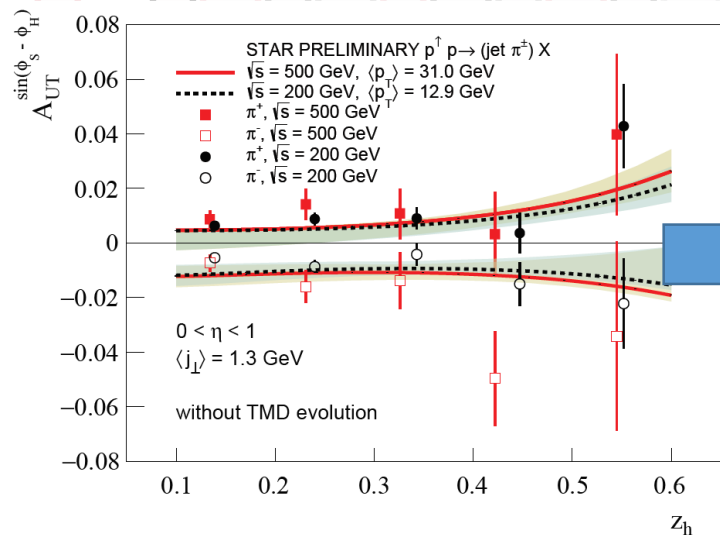 A_UT^sin(ϕ_S - ϕ_H)
STAR PRELIMINARY p↑ p→ (jet π±) X
√s = 500 GeV, ⟨p_T⟩ = 31.0 GeV
√s = 200 GeV, ⟨p_T⟩ = 12.9 GeV
π+, √s = 500 GeV
π-, √s = 500 GeV
π+, √s = 200 GeV
π-, √s = 200 GeV
0.08
0.06
0.04
0.02
0
−0.02
−0.04
−0.06
−0.08
0 < η < 1
⟨j⊥⟩ = 1.3 GeV
without TMD evolution
0.1 0.2 0.3 0.4 0.5 0.6
z_h